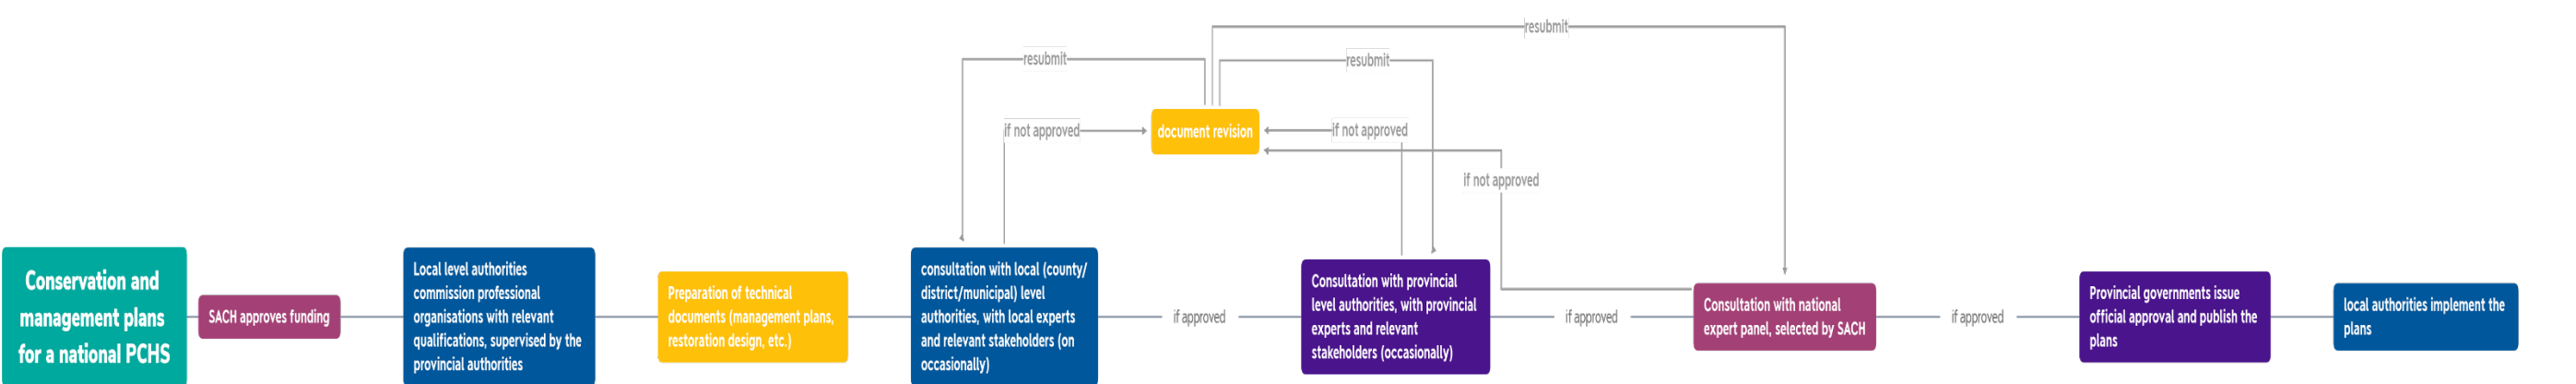 resubmit
resubmit
resubmit
if not approved
document revision
if not approved
if not approved
Conservation and
management plans
for a national PCHS
SACH approves funding
Local level authorities
commission professional
organisations with relevant
qualifications, supervised by the
provincial authorities
Preparation of technical
documents (management plans,
restoration design, etc.)
consultation with local (county/
district/municipal) level
authorities, with local experts
and relevant stakeholders (on
occasionally)
if approved
Consultation with provincial
level authorities, with provincial
experts and relevant
stakeholders (occasionally)
if approved
Consultation with national
expert panel, selected by SACH
if approved
Provincial governments issue
official approval and publish the
plans
local authorities implement the
plans